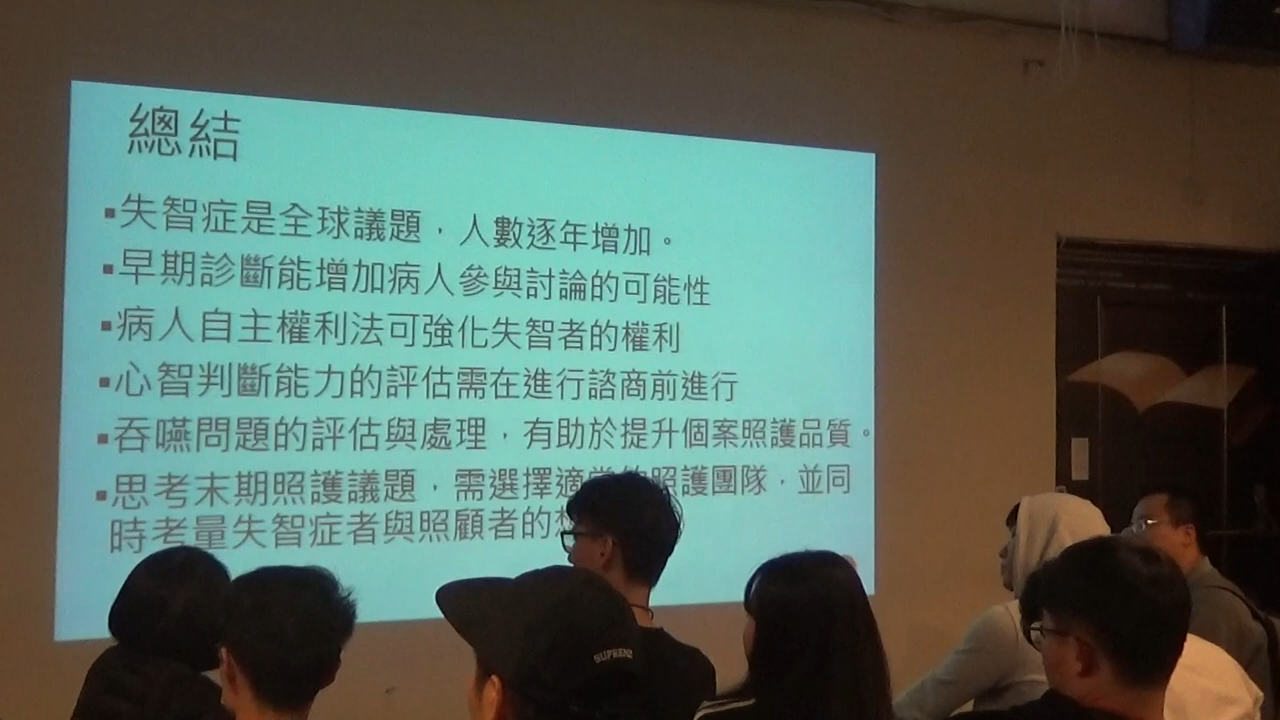 總結
▪失智症是全球議題，人數逐年增加。
▪早期診斷能增加病人參與討論的可能性
▪病人自主權利法可強化失智者的權利
▪心智判斷能力的評估需在進行諮商前進行
▪吞嚥問題的評估與處理，有助於提升個案照護品質。
▪思考末期照護議題，需選擇適當的照護團隊，並同
時考量失智症者與照顧者的
SUPREME